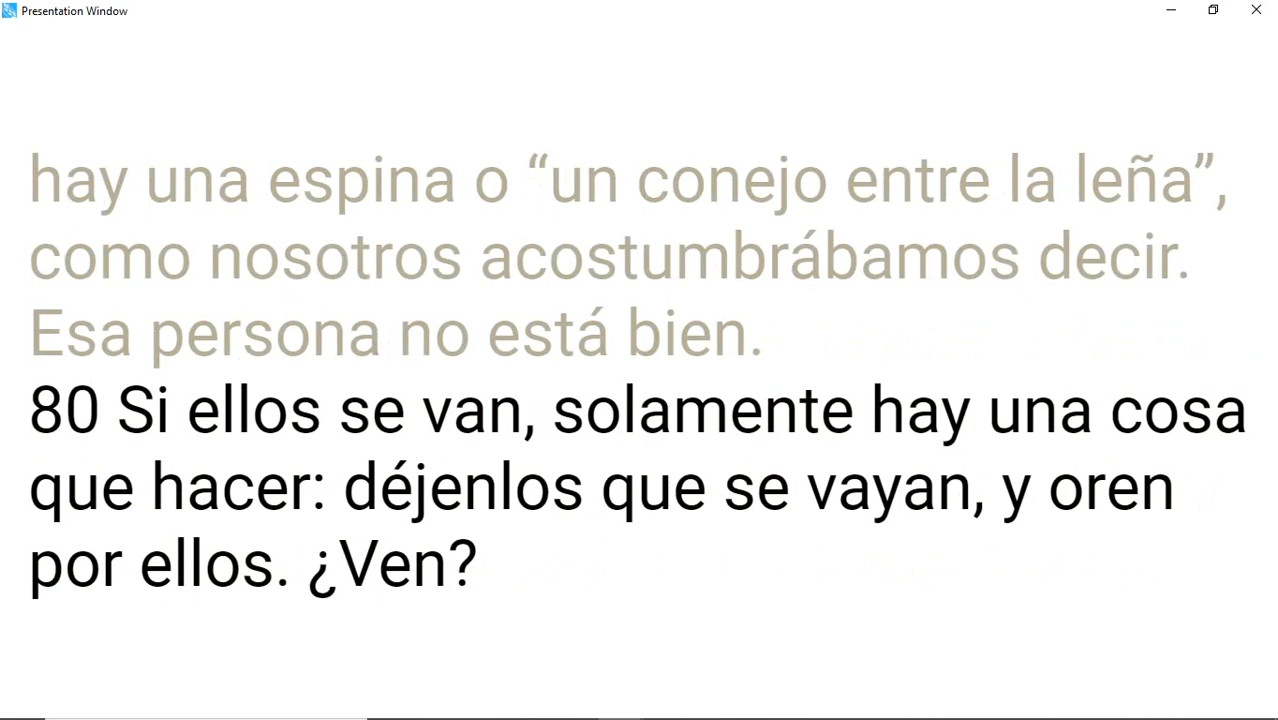 Presentation Window
hay una espina o “un conejo entre la leña”,
como nosotros acostumbrábamos decir.
Esa persona no está bien.
80 Si ellos se van, solamente hay una cosa
que hacer: déjenlos que se vayan, y oren
por ellos. ¿Ven?